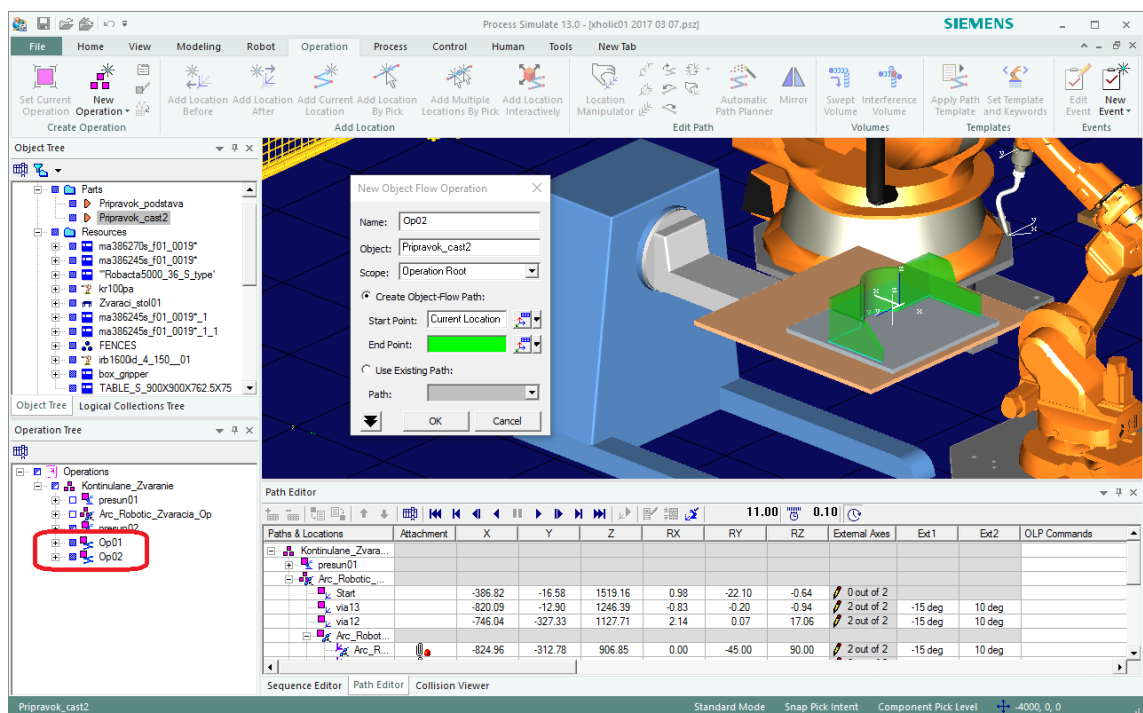 Process Simulate 13.0 - [xholic01 2017 03 07.psz]
SIEMENS
File Home View Modeling Robot Operation Process Control Human Tools New Tab
Set Current Operation
New Operation
Add Location Before
Add Location After
Add Current Location
Add Location By Pick
Add Multiple Locations By Pick
Add Location Interactively
Location Manipulator
Automatic Path Planner
Mirror
Swept Volume
Interference Volume
Apply Path Template
Set Template and Keywords
Edit Event
New Event
Create Operation Add Location Edit Path Volumes Templates Events
Object Tree
Parts
Pripravok_podstava
Pripravok_cast2
Resources
ma386270s_f01_0019*
ma386245s_f01_0019*
""Robacta5000_36_S_type'
kr100pa
Zvaraci_stol01
ma386245s_f01_0019*_1
ma386245s_f01_0019*_1_1
FENCES
irb1600id_4_150__01
box_gripper
TABLE_S_900X900X762.5X75
Object Tree Logical Collections Tree
Operation Tree
Operations
Kontinulane_Zvaranie
presun01
Arc_Robotic_Zvaracia_Op
presun02
Op01
Op02
New Object Flow Operation
Name: Op02
Object: Pripravok_cast2
Scope: Operation Root
Create Object-Flow Path:
Start Point: Current Location
End Point:
Use Existing Path:
Path:
OK Cancel
z
x z
y y x
y
x
y
x
Path Editor
11.00 0.10
Paths & Locations Attachment X Y Z RX RY RZ External Axes Ext1 Ext2 OLP Commands
Kontinulane_Zvara...
presun01
Arc_Robotic_...
Start -386.82 -16.58 1519.16 0.98 -22.10 -0.64 0 out of 2
via13 -820.09 -12.90 1246.39 -0.83 -0.20 -0.94 2 out of 2 -15 deg 10 deg
via12 -746.04 -327.33 1127.71 2.14 0.07 17.06 2 out of 2 -15 deg 10 deg
Arc_Robot...
Arc_R... -824.96 -312.78 906.85 0.00 -45.00 90.00 2 out of 2 -15 deg 10 deg
Sequence Editor Path Editor Collision Viewer
Pripravok_cast2 Standard Mode Snap Pick Intent Component Pick Level -4000, 0, 0